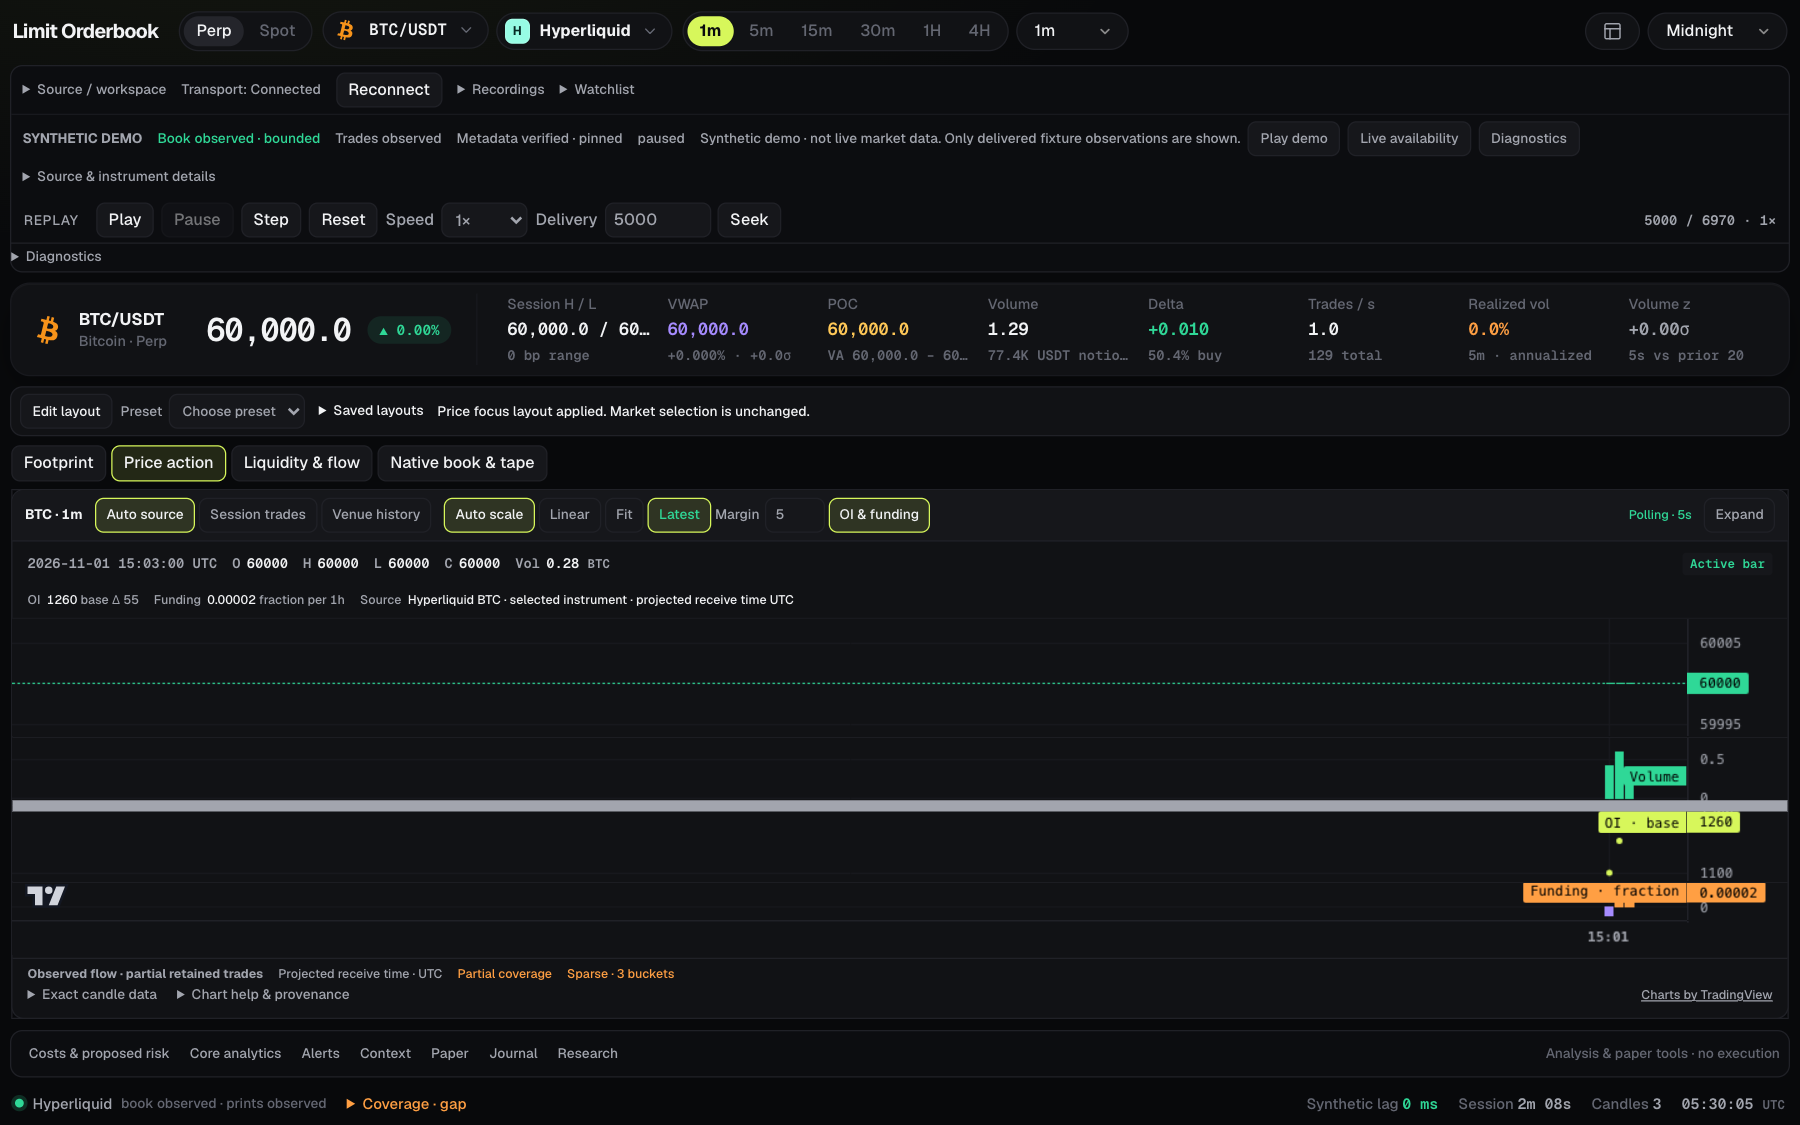 Limit Orderbook Perp Spot BTC/USDT H Hyperliquid 1m 5m 15m 30m 1H 4H 1m Midnight
Source / workspace Transport: Connected Reconnect Recordings Watchlist
SYNTHETIC DEMO Book observed · bounded Trades observed Metadata verified · pinned paused Synthetic demo · not live market data. Only delivered fixture observations are shown. Play demo Live availability Diagnostics
Source & instrument details
REPLAY Play Pause Step Reset Speed 1× Delivery 5000 Seek 5000 / 6970 · 1×
Diagnostics
BTC/USDT
Bitcoin · Perp
60,000.0 ▲ 0.00%
Session H / L VWAP POC Volume Delta Trades / s Realized vol Volume z
60,000.0 / 60… 60,000.0 60,000.0 1.29 +0.010 1.0 0.0% +0.00σ
0 bp range +0.000% · +0.0σ VA 60,000.0 – 60… 77.4K USDT notio… 50.4% buy 129 total 5m · annualized 5s vs prior 20
Edit layout Preset Choose preset Saved layouts Price focus layout applied. Market selection is unchanged.
Footprint Price action Liquidity & flow Native book & tape
BTC · 1m Auto source Session trades Venue history Auto scale Linear Fit Latest Margin 5 OI & funding Polling · 5s Expand
2026-11-01 15:03:00 UTC O 60000 H 60000 L 60000 C 60000 Vol 0.28 BTC Active bar
OI 1260 base Δ 55 Funding 0.00002 fraction per 1h Source Hyperliquid BTC · selected instrument · projected receive time UTC
60005
60000
59995
0.5
Volume
0
OI · base 1260
1100
Funding · fraction 0.00002
0
15:01
Observed flow · partial retained trades Projected receive time · UTC Partial coverage Sparse · 3 buckets
Exact candle data Chart help & provenance Charts by TradingView
Costs & proposed risk Core analytics Alerts Context Paper Journal Research Analysis & paper tools · no execution
Hyperliquid book observed · prints observed Coverage · gap Synthetic lag 0 ms Session 2m 08s Candles 3 05:30:05 UTC